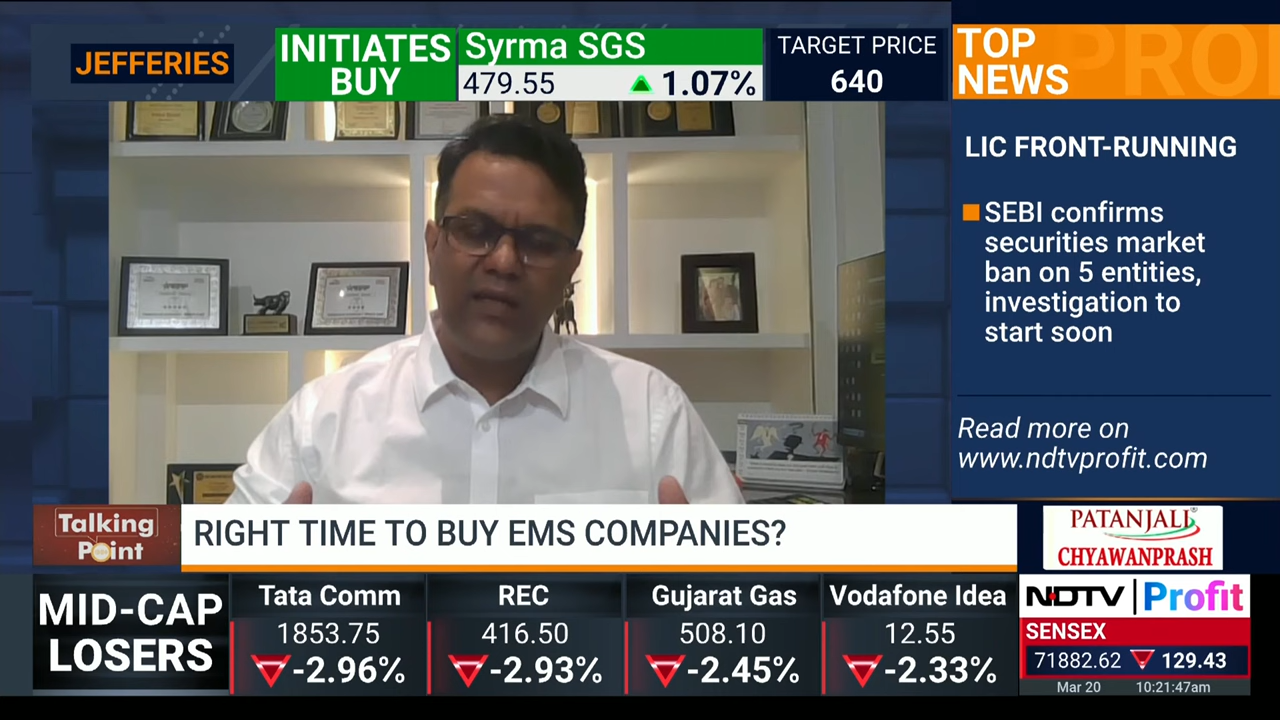 JEFFERIES
INITIATES
BUY
Syrma SGS
479.55
1.07%
TARGET PRICE
640
TOP
NEWS
PRO
LIC FRONT-RUNNING
SEBI confirms
securities market
ban on 5 entities,
investigation to
start soon
Read more on
www.ndtvprofit.com
Talking
Point
RIGHT TIME TO BUY EMS COMPANIES?
PATANJALI
CHYAWANPRASH
MID-CAP
LOSERS
Tata Comm
1853.75
-2.96%
REC
416.50
-2.93%
Gujarat Gas
508.10
-2.45%
Vodafone Idea
12.55
-2.33%
NDTV Profit
SENSEX
71882.62 129.43
Mar 20 10:21:47am